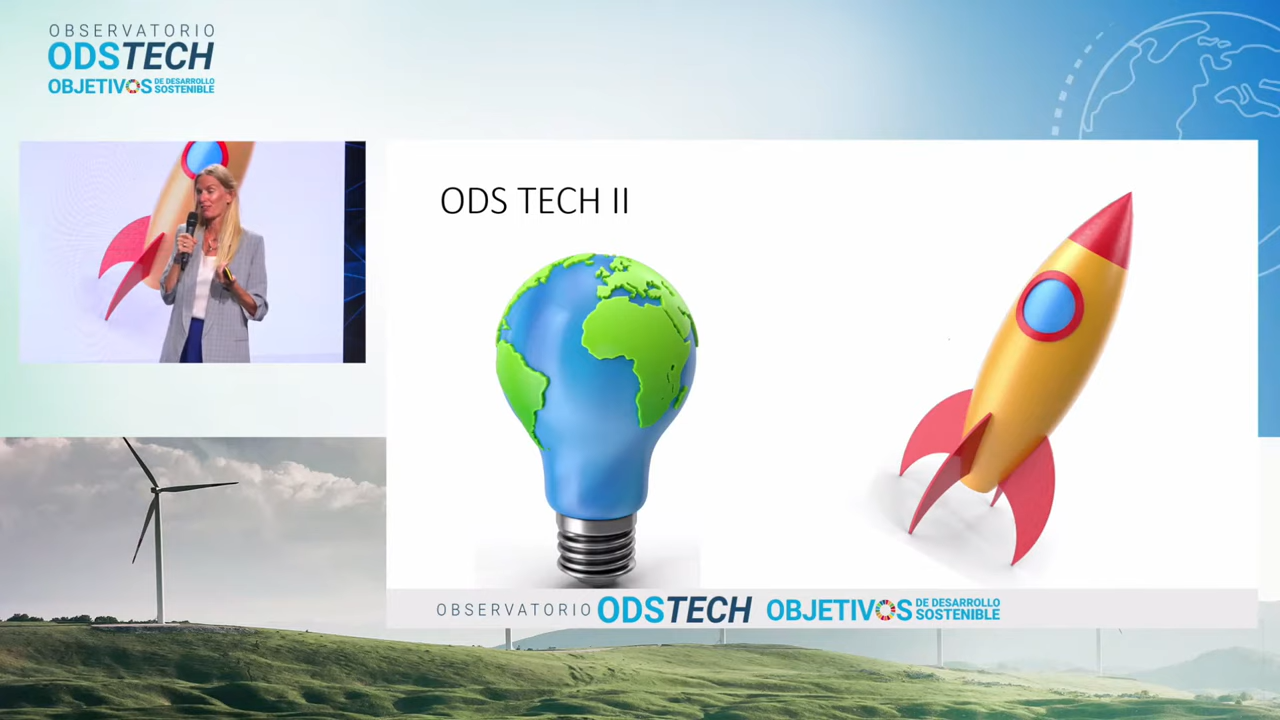 OBSERVATORIO
ODSTECH
OBJETIVOS DE DESARROLLO SOSTENIBLE
ODS TECH II
OBSERVATORIO ODSTECH OBJETIVOS DE DESARROLLO SOSTENIBLE